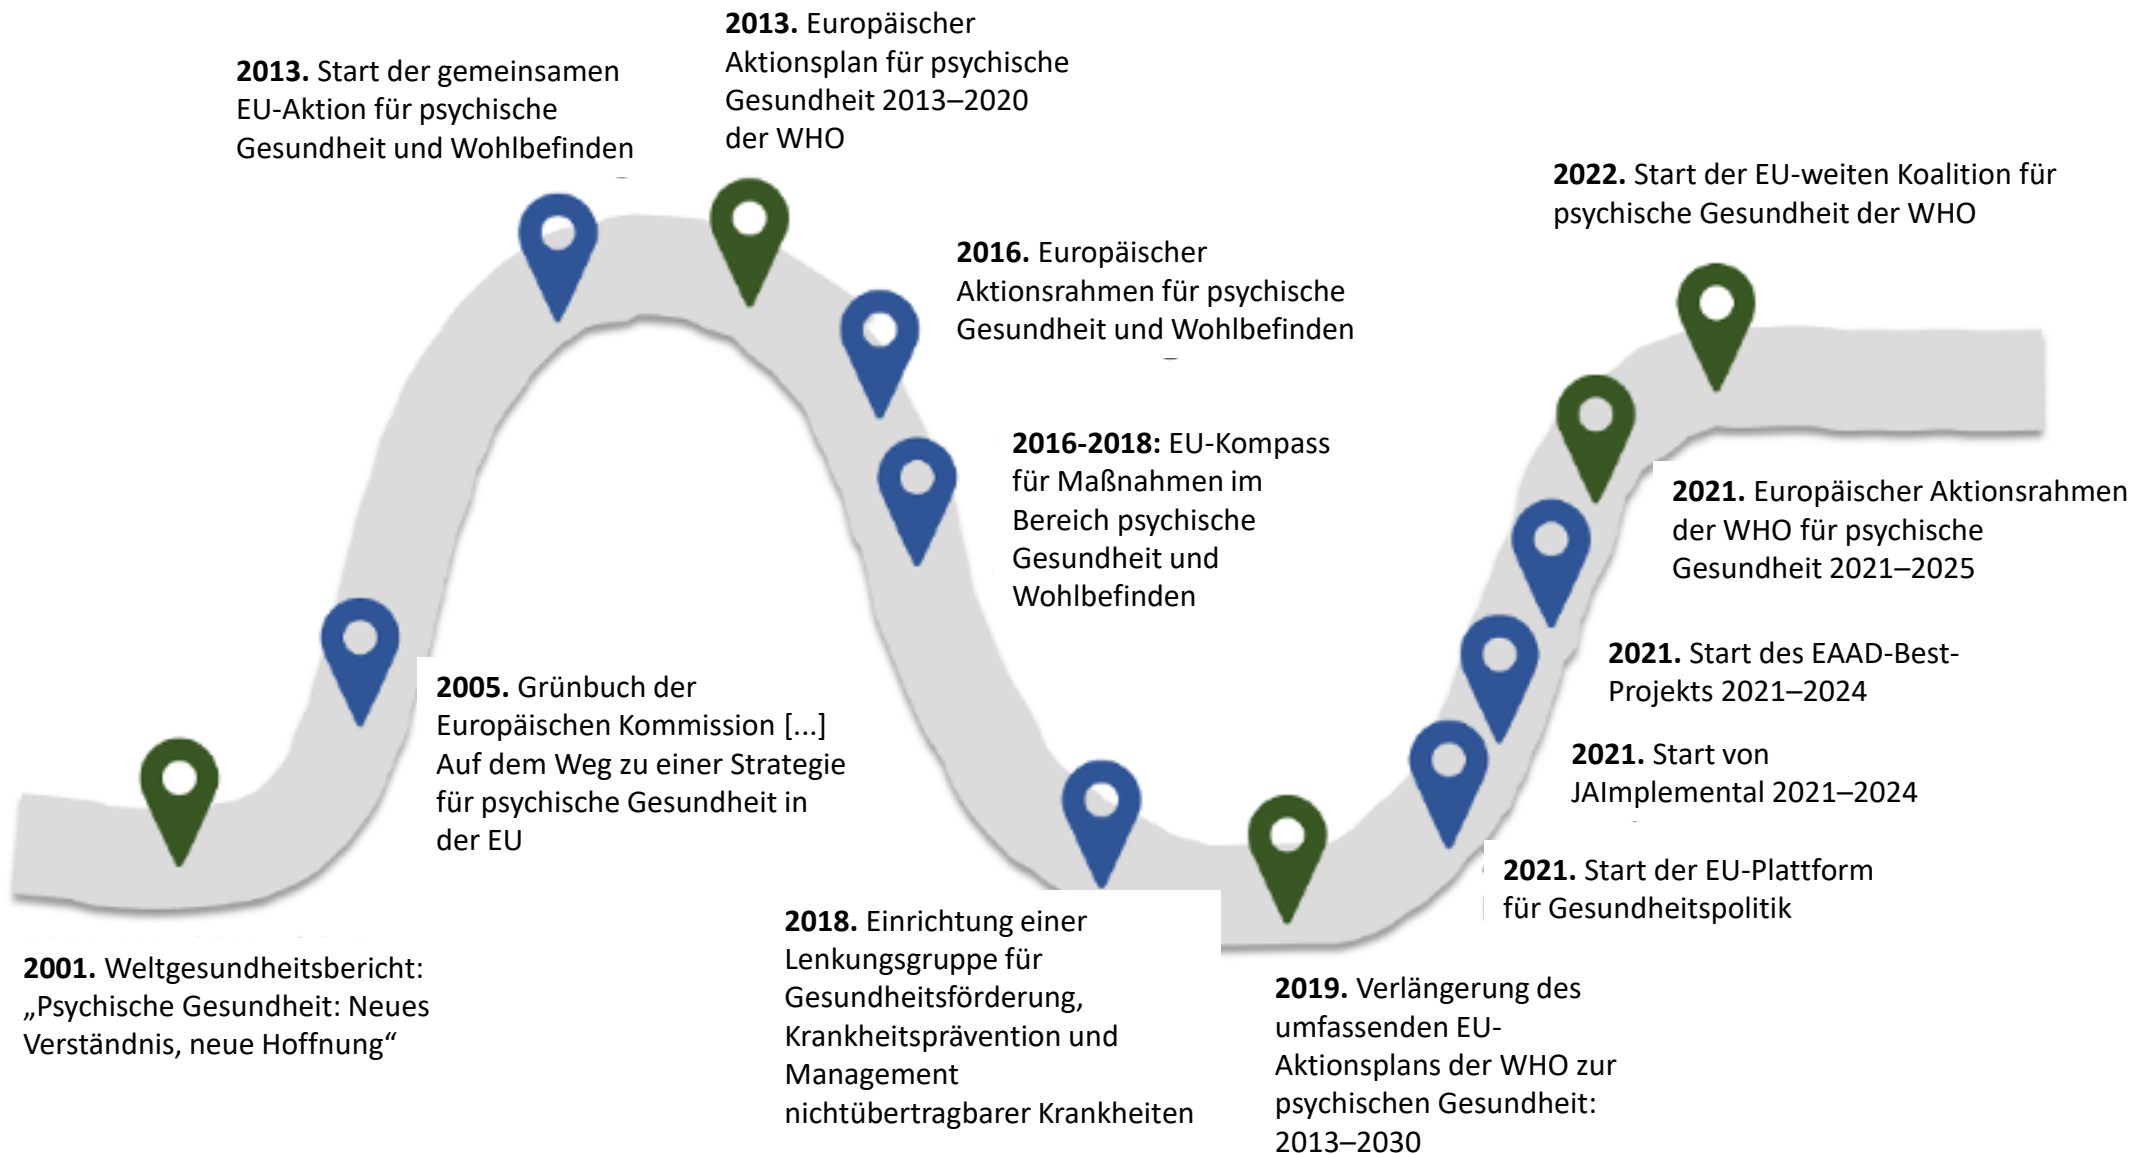 2013. Start der gemeinsamen
EU-Aktion für psychische
Gesundheit und Wohlbefinden
2013. Europäischer
Aktionsplan für psychische
Gesundheit 2013–2020
der WHO
2016. Europäischer
Aktionsrahmen für psychische
Gesundheit und Wohlbefinden
2016-2018: EU-Kompass
für Maßnahmen im
Bereich psychische
Gesundheit und
Wohlbefinden
2022. Start der EU-weiten Koalition für
psychische Gesundheit der WHO
2021. Europäischer Aktionsrahmen
der WHO für psychische
Gesundheit 2021–2025
2021. Start des EAAD-Best-
Projekts 2021–2024
2021. Start von
JAImplemental 2021–2024
2021. Start der EU-Plattform
für Gesundheitspolitik
2005. Grünbuch der
Europäischen Kommission [...]
Auf dem Weg zu einer Strategie
für psychische Gesundheit in
der EU
2001. Weltgesundheitsbericht:
„Psychische Gesundheit: Neues
Verständnis, neue Hoffnung“
2018. Einrichtung einer
Lenkungsgruppe für
Gesundheitsförderung,
Krankheitsprävention und
Management
nichtübertragbarer Krankheiten
2019. Verlängerung des
umfassenden EU-
Aktionsplans der WHO zur
psychischen Gesundheit:
2013–2030